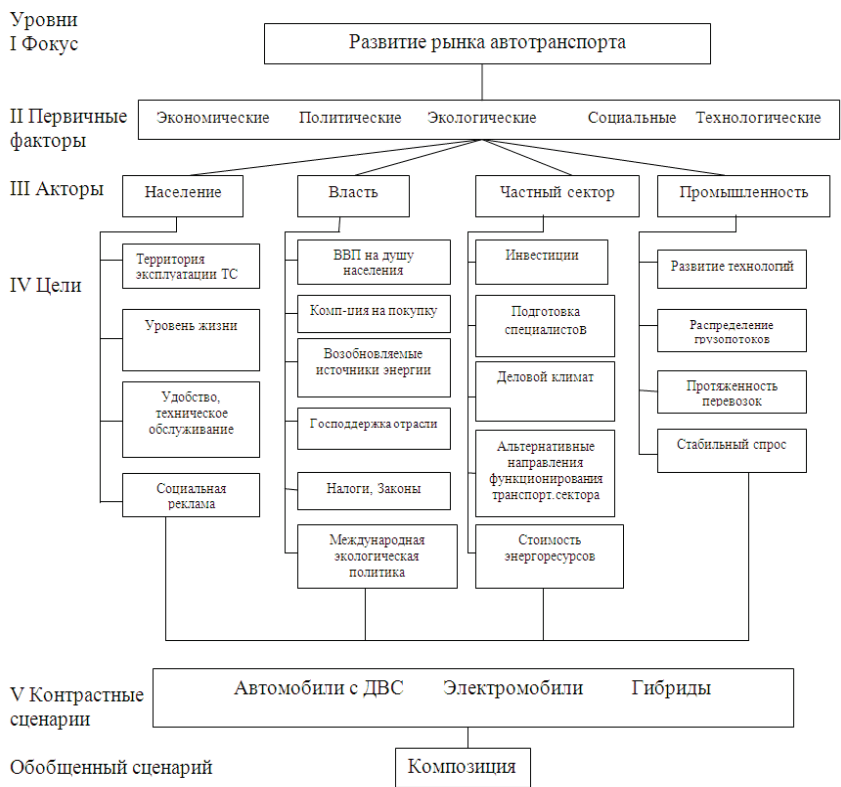 Уровни
I Фокус
Развитие рынка автотранспорта
II Первичные
факторы
Экономические Политические Экологические Социальные Технологические
III Акторы
Население
Власть
Частный сектор
Промышленность
IV Цели
Территория
эксплуатации ТС
Уровень жизни
Удобство,
техническое
обслуживание
Социальная
реклама
ВВП на душу
населения
Комп-ция на покупку
Возобновляемые
источники энергии
Господдержка отрасли
Налоги, Законы
Международная
экологическая
политика
Инвестиции
Подготовка
специалистов
Деловой климат
Альтернативные
направления
функционирования
транспорт.сектора
Стоимость
энергоресурсов
Развитие технологий
Распределение
грузопотоков
Протяженность
перевозок
Стабильный спрос
V Контрастные
сценарии
Автомобили с ДВС Электромобили Гибриды
Обобщенный сценарий
Композиция